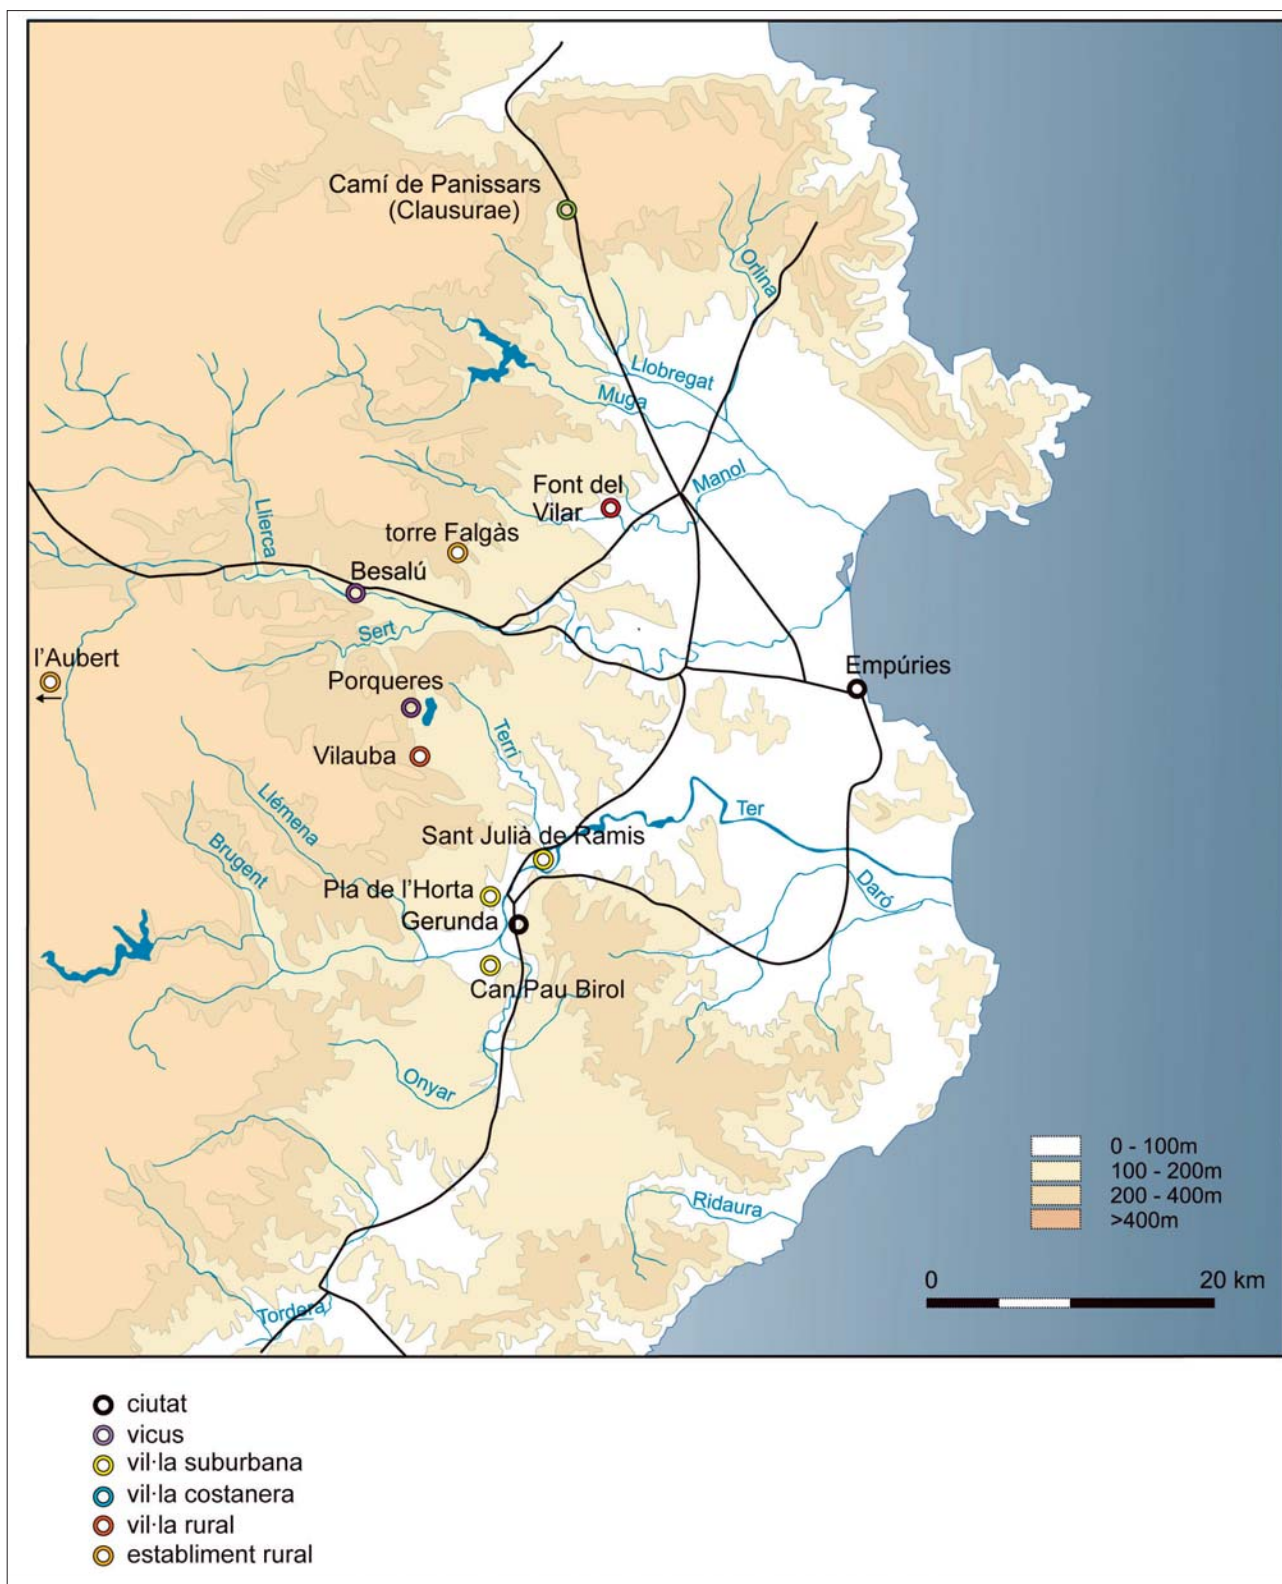 Camí de Panissars
(Clausurae)
Orlina
Llobregat
Muga
Manol
Font del
Vilar
Llierca
torre Falgàs
Besalú
Sert
l'Aubert
Empúries
Porqueres
Terri
Vilauba
Llémena
Ter
Brugent
Sant Julià de Ramis
Daró
Pla de l'Horta
Gerunda
Can Pau Birol
Onyar
0 - 100m
100 - 200m
200 - 400m
>400m
Ridaura
0 20 km
Tordera
ciutat
vicus
vil·la suburbana
vil·la costanera
vil·la rural
establiment rural